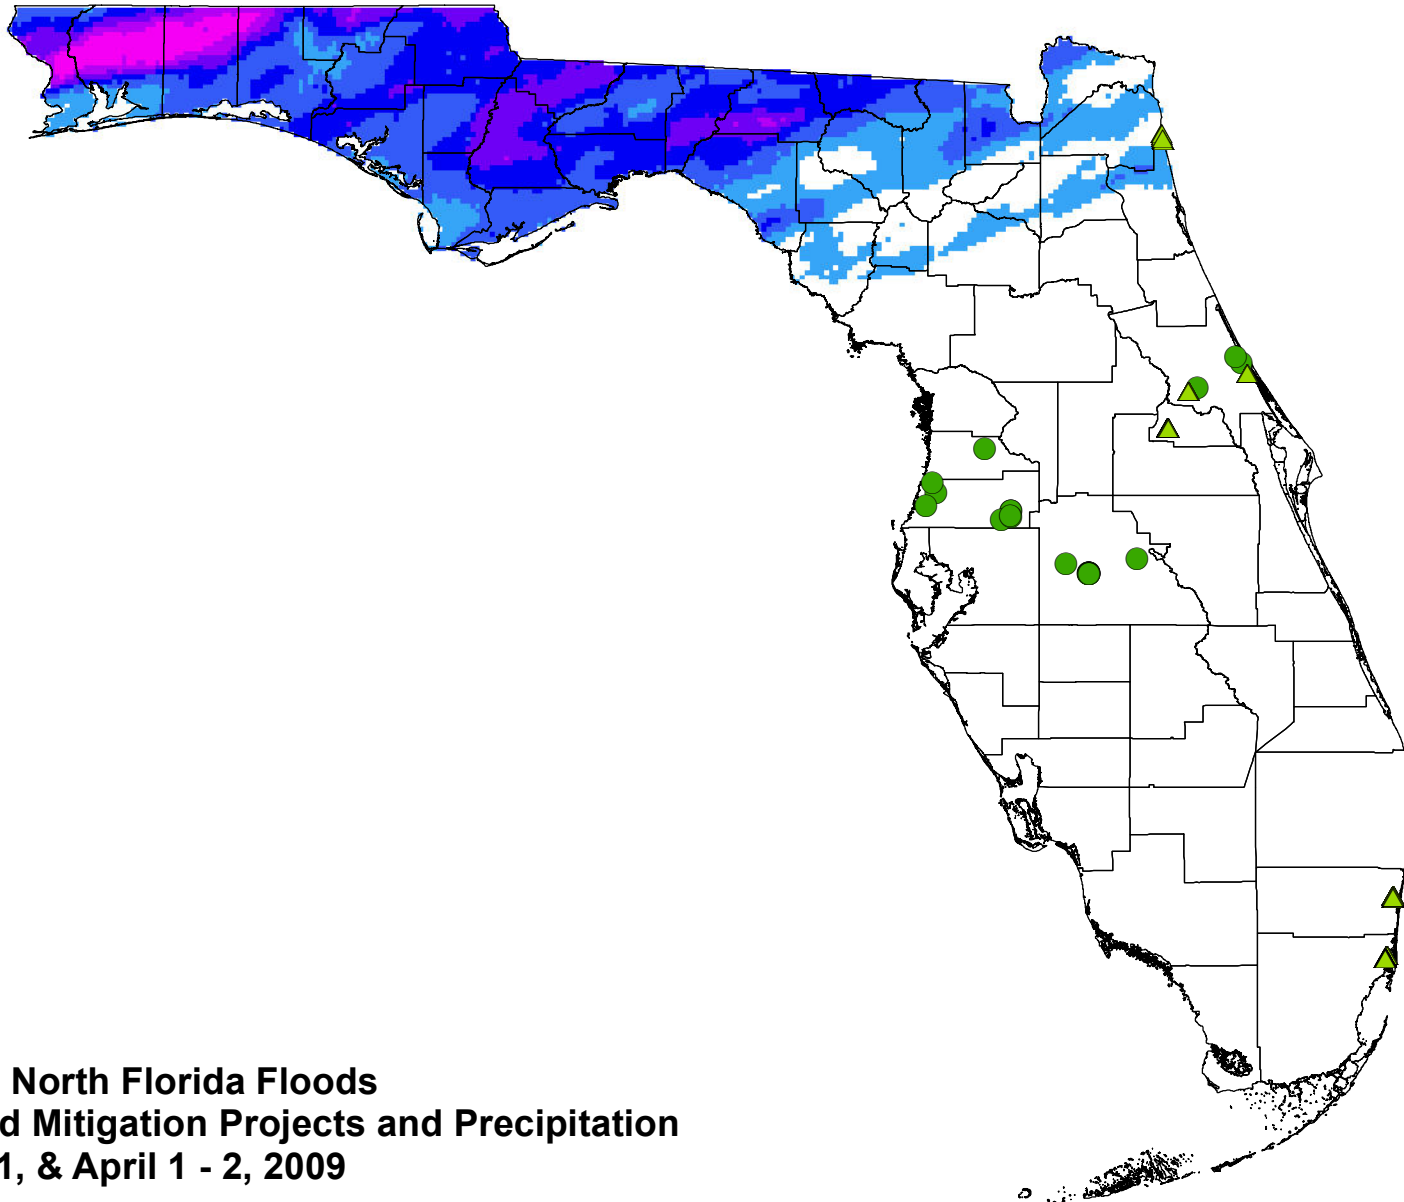 North Florida Floods
d Mitigation Projects and Precipitation
1, & April 1 - 2, 2009